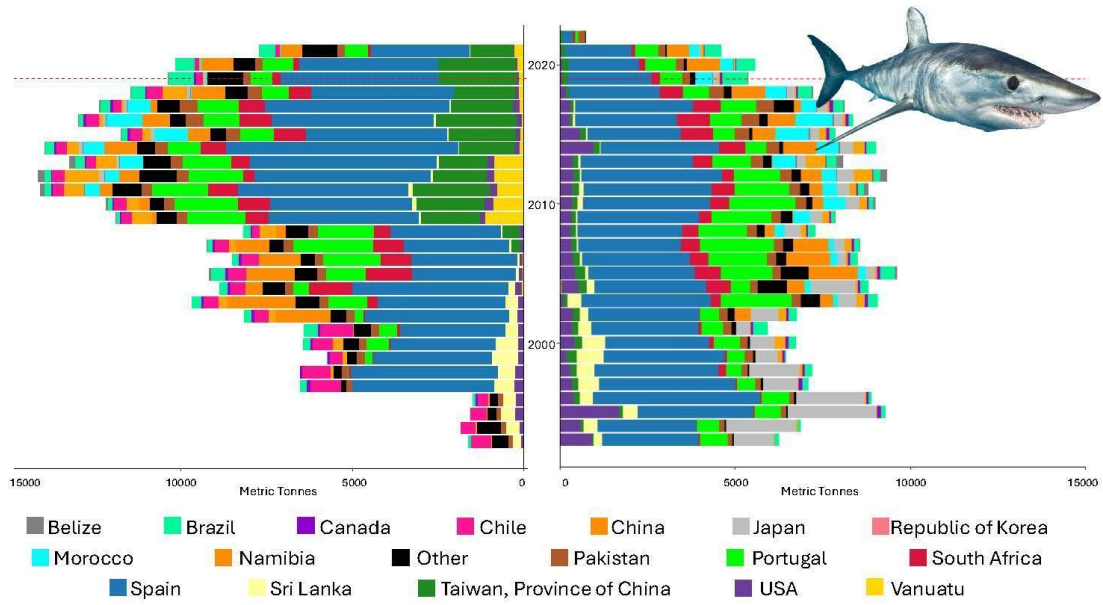 2020
2010
2000
15000 10000 5000 0 0 5000 10000 15000
Metric Tonnes Metric Tonnes
Belize Brazil Canada Chile China Japan Republic of Korea
Morocco Namibia Other Pakistan Portugal South Africa
Spain Sri Lanka Taiwan, Province of China USA Vanuatu